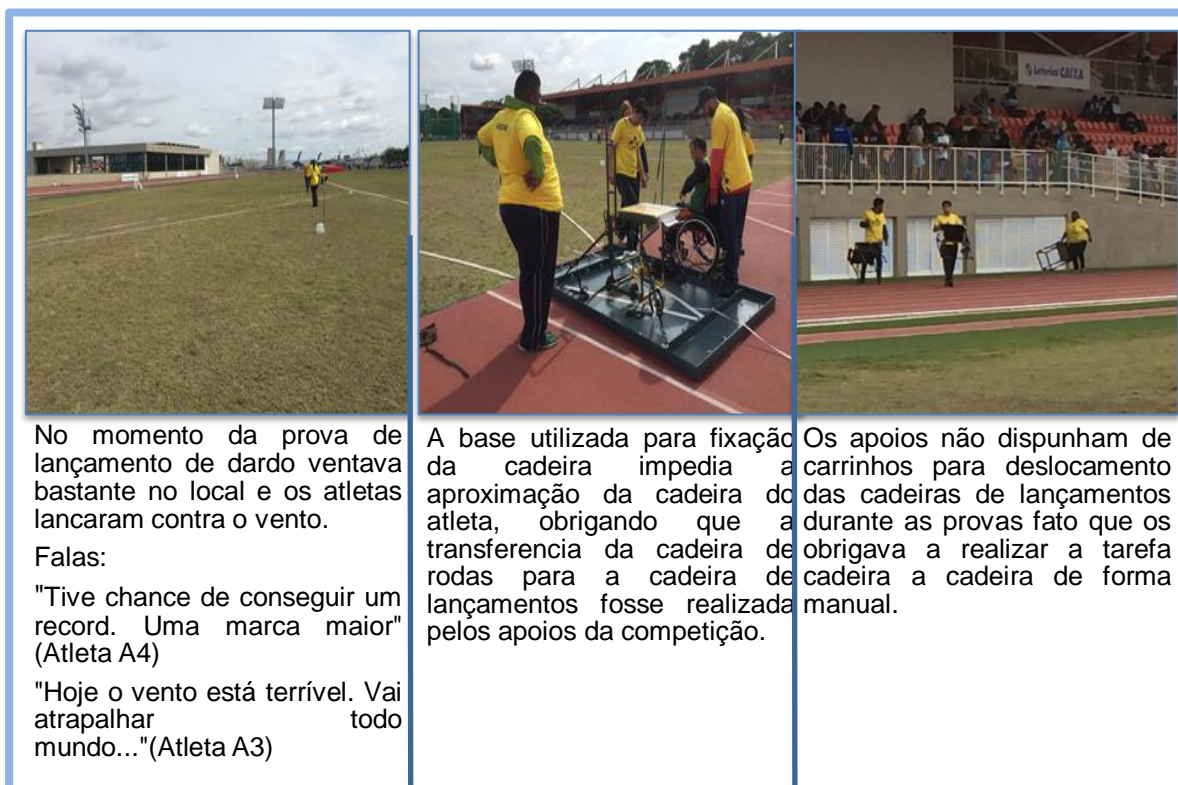 Loterias CAIXA
No momento da prova de
lançamento de dardo ventava
bastante no local e os atletas
lancaram contra o vento.
Falas:
"Tive chance de conseguir um
record. Uma marca maior"
(Atleta A4)
"Hoje o vento está terrível. Vai
atrapalhar todo
mundo..."(Atleta A3)
A base utilizada para fixação
da cadeira impedia a
aproximação da cadeira do
atleta, obrigando que a
transferencia da cadeira de
rodas para a cadeira de
lançamentos fosse realizada
pelos apoios da competição.
Os apoios não dispunham de
carrinhos para deslocamento
das cadeiras de lançamentos
durante as provas fato que os
obrigava a realizar a tarefa
cadeira a cadeira de forma
manual.